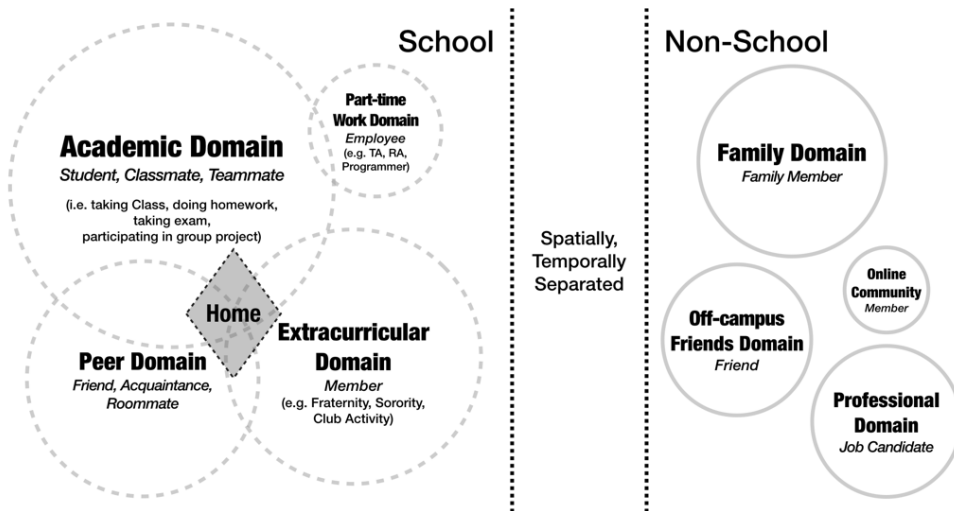 School
Part-time
Work Domain
Employee
(e.g. TA, RA,
Programmer)
Academic Domain
Student, Classmate, Teammate
(i.e. taking Class, doing homework,
taking exam,
participating in group project)
Home
Peer Domain
Friend, Acquaintance,
Roommate
Extracurricular
Domain
Member
(e.g. Fraternity, Sorority,
Club Activity)
Spatially,
Temporally
Separated
Non-School
Family Domain
Family Member
Online
Community
Member
Off-campus
Friends Domain
Friend
Professional
Domain
Job Candidate